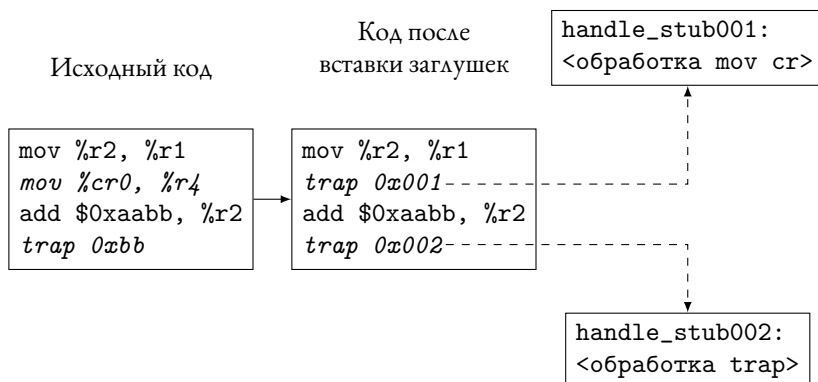 Исходный код
mov %r2, %r1
mov %cr0, %r4
add $0xaabb, %r2
trap 0xbb
Код после
вставки заглушек
mov %r2, %r1
trap 0x001
add $0xaabb, %r2
trap 0x002
handle_stub001:
<обработка mov cr>
handle_stub002:
<обработка trap>